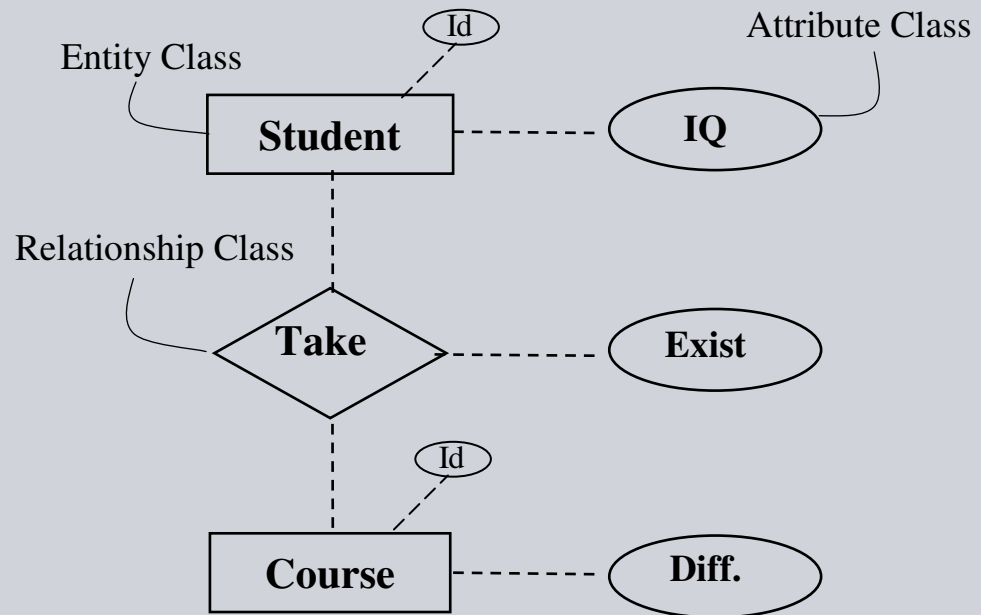 Id
Attribute Class
Entity Class
Student
IQ
Relationship Class
Take
Exist
Id
Course
Diff.